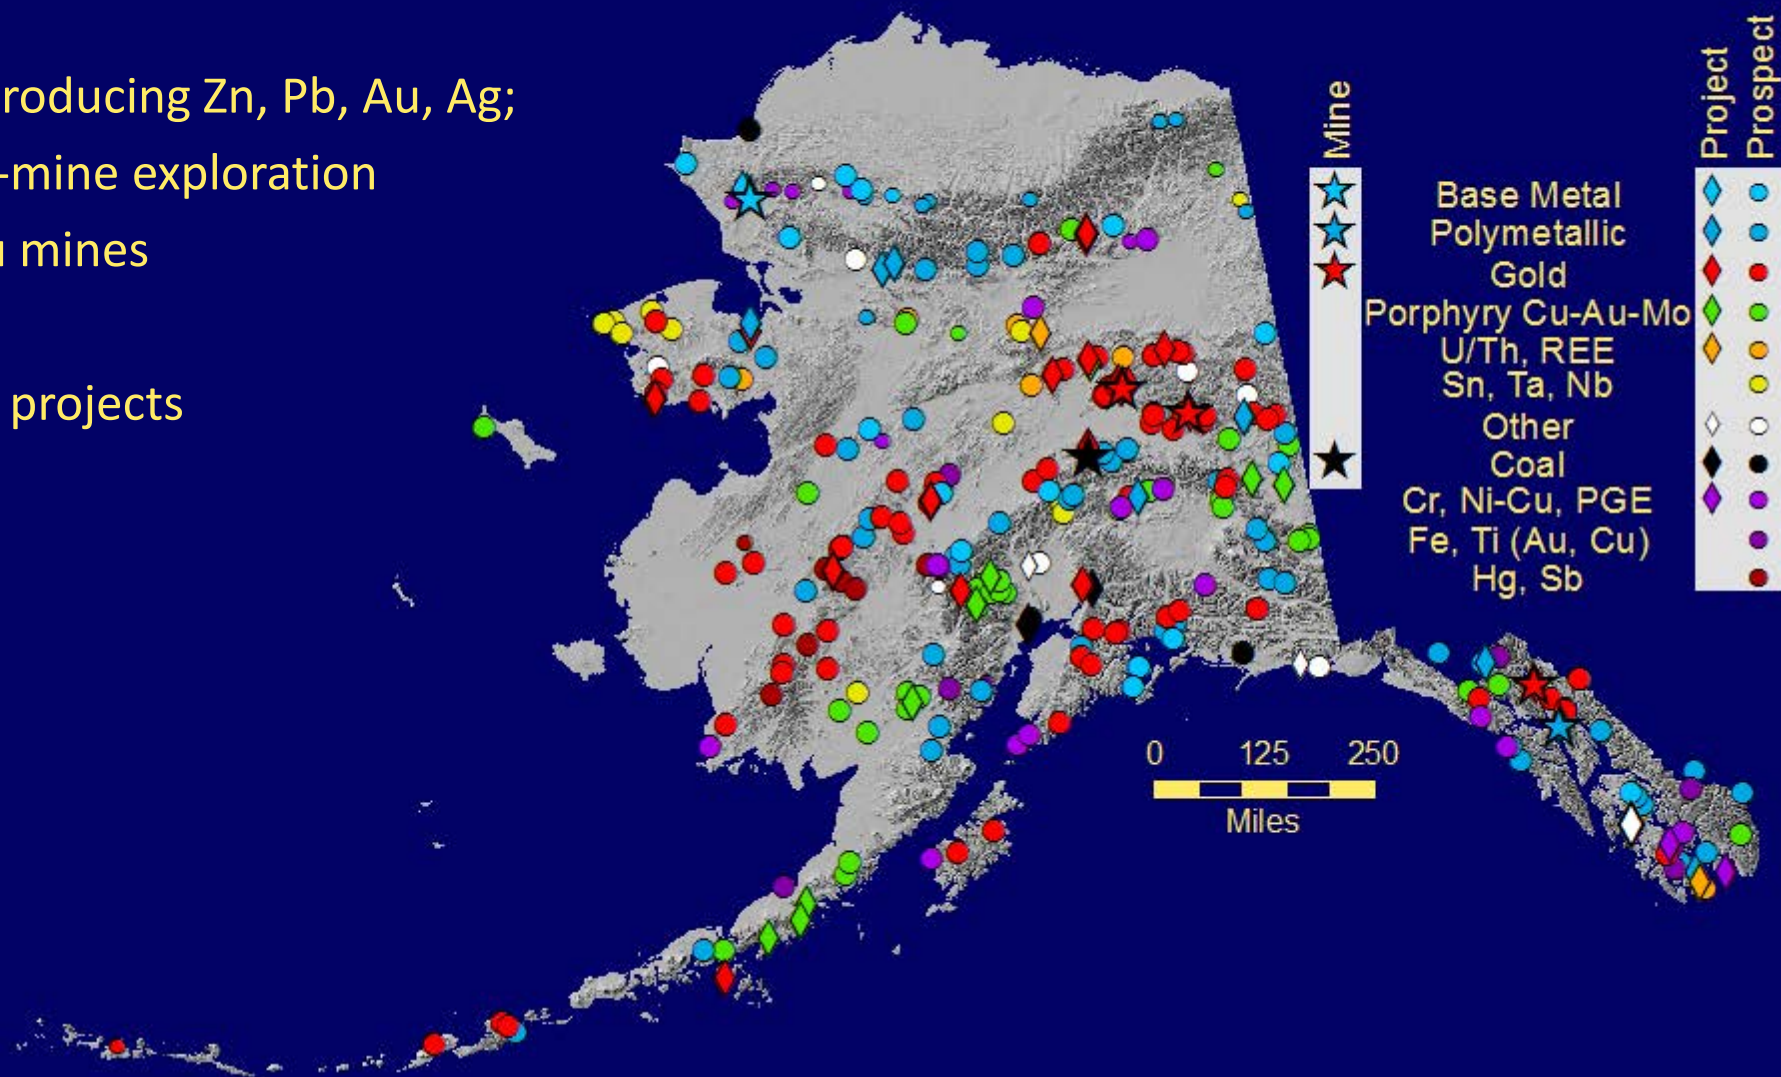 roducing Zn, Pb, Au, Ag;
-mine exploration
mines
projects
Mine
Project
Prospect
Base Metal
Polymetallic
Gold
Porphyry Cu-Au-Mo
U/Th, REE
Sn, Ta, Nb
Other
Coal
Cr, Ni-Cu, PGE
Fe, Ti (Au, Cu)
Hg, Sb
0 125 250
Miles